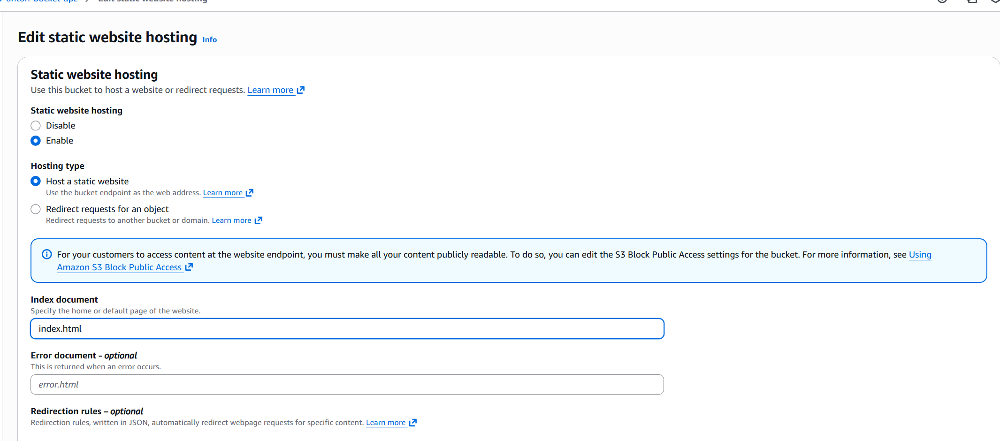 -anton-bucket-apz > Edit static website hosting
Edit static website hosting Info
Static website hosting
Use this bucket to host a website or redirect requests. Learn more
Static website hosting
Disable
Enable
Hosting type
Host a static website
Use the bucket endpoint as the web address. Learn more
Redirect requests for an object
Redirect requests to another bucket or domain. Learn more
For your customers to access content at the website endpoint, you must make all your content publicly readable. To do so, you can edit the S3 Block Public Access settings for the bucket. For more information, see Using
Amazon S3 Block Public Access
Index document
Specify the home or default page of the website.
index.html
Error document - optional
This is returned when an error occurs.
error.html
Redirection rules – optional
Redirection rules, written in JSON, automatically redirect webpage requests for specific content. Learn more